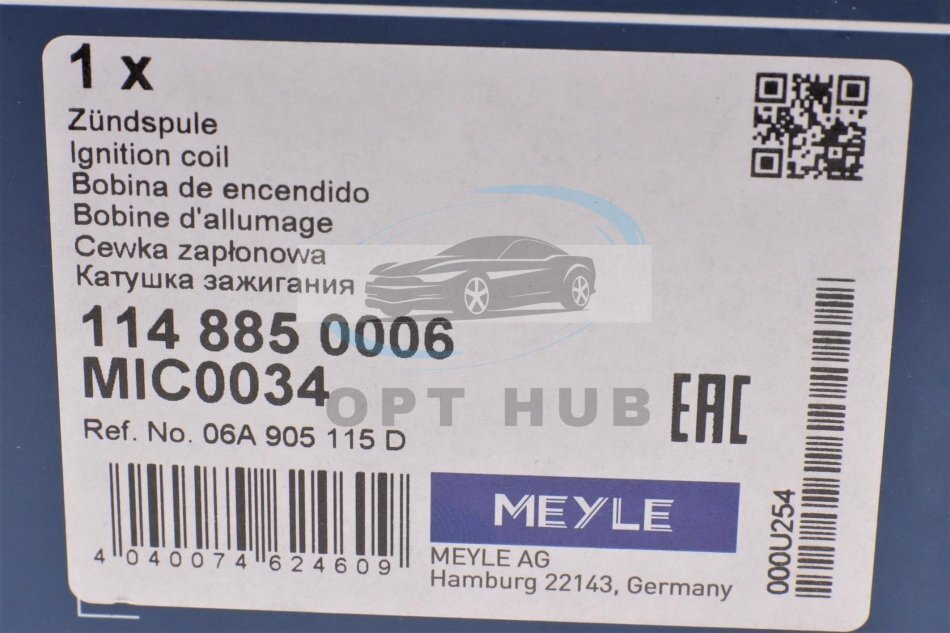 1 x
Zündspule
Ignition coil
Bobina de encendido
Bobine d'allumage
Cewka zapłonowa
Катушка зажигания
114 885 0006
MIC0034
OPT HUB
Ref. No. 06A 905 115 D
EAC
4 040074 624609
MEYLE
MEYLE AG
Hamburg 22143, Germany
000U254